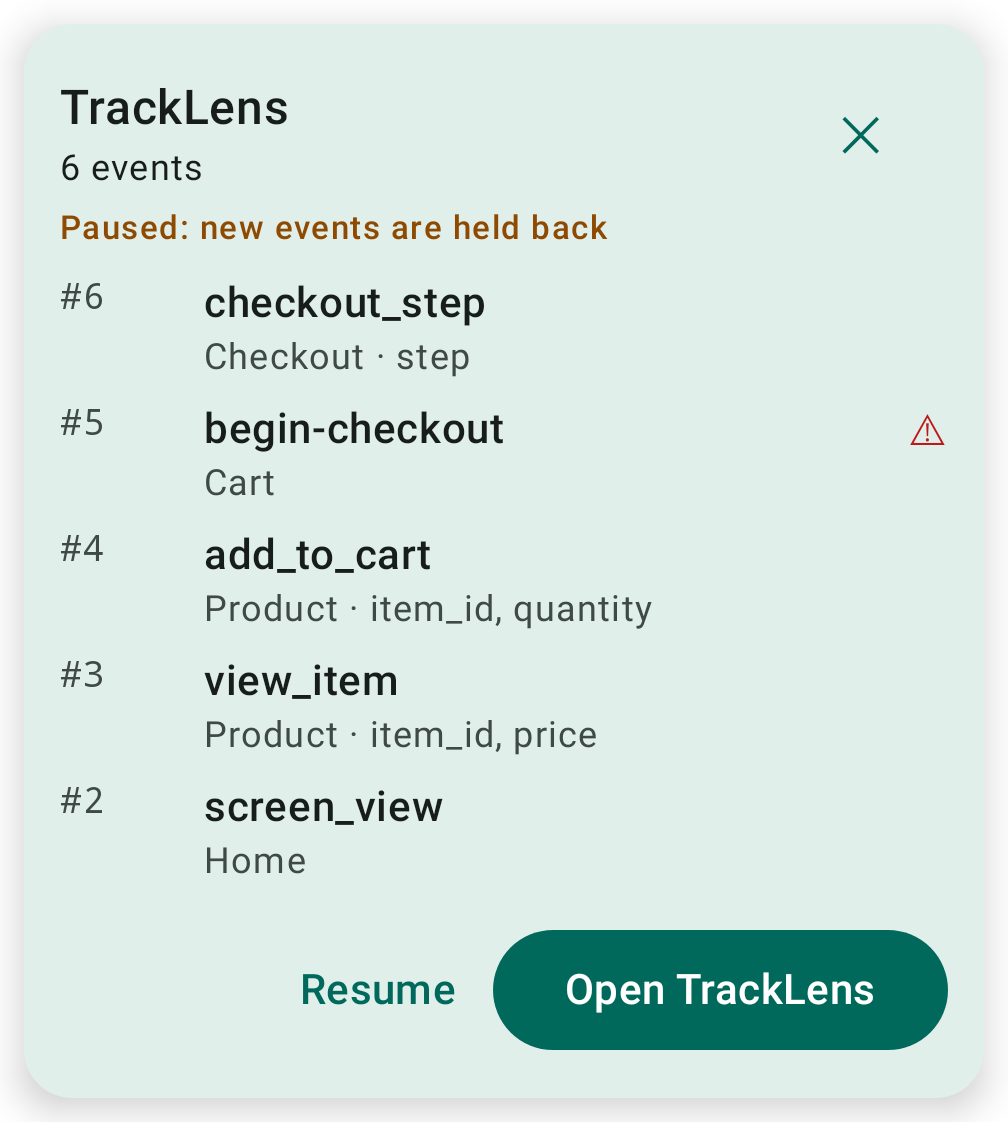 TrackLens
6 events
Paused: new events are held back
#6 checkout_step
Checkout · step
#5 begin-checkout ⚠
Cart
#4 add_to_cart
Product · item_id, quantity
#3 view_item
Product · item_id, price
#2 screen_view
Home
Resume Open TrackLens